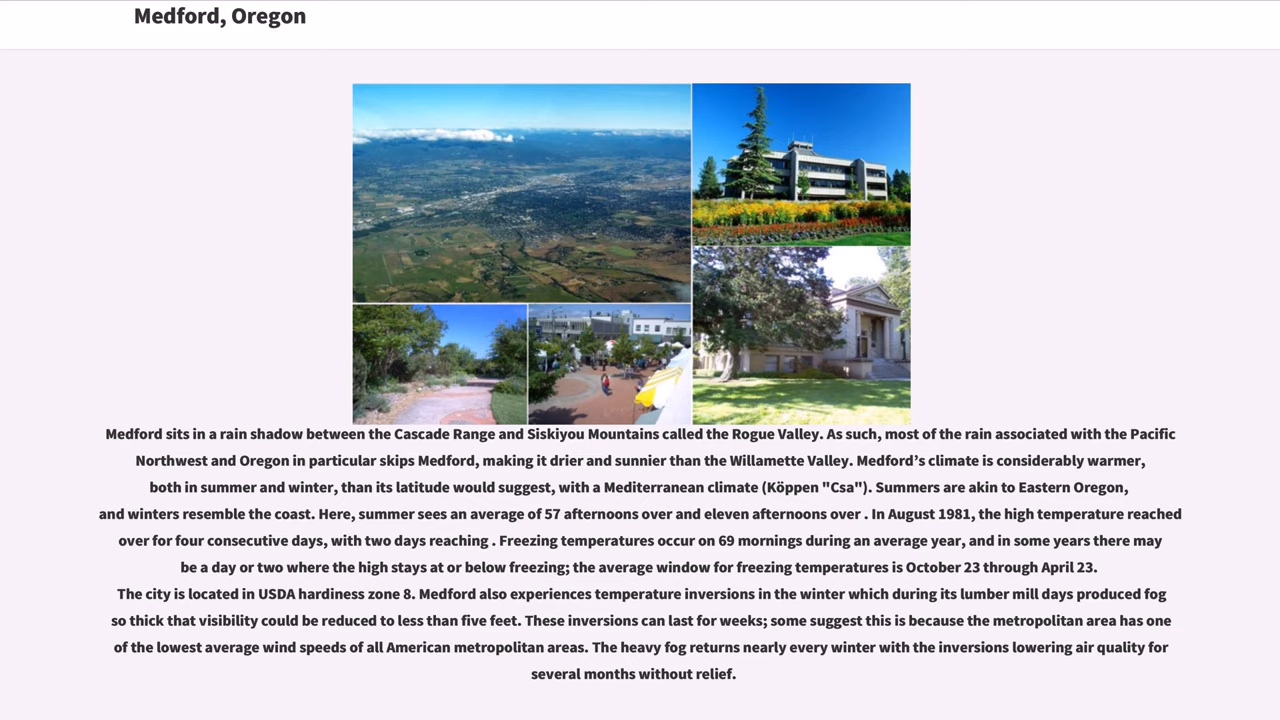 Medford, Oregon
Medford sits in a rain shadow between the Cascade Range and Siskiyou Mountains called the Rogue Valley. As such, most of the rain associated with the Pacific
Northwest and Oregon in particular skips Medford, making it drier and sunnier than the Willamette Valley. Medford’s climate is considerably warmer,
both in summer and winter, than its latitude would suggest, with a Mediterranean climate (Köppen "Csa"). Summers are akin to Eastern Oregon,
and winters resemble the coast. Here, summer sees an average of 57 afternoons over and eleven afternoons over . In August 1981, the high temperature reached
over for four consecutive days, with two days reaching . Freezing temperatures occur on 69 mornings during an average year, and in some years there may
be a day or two where the high stays at or below freezing; the average window for freezing temperatures is October 23 through April 23.
The city is located in USDA hardiness zone 8. Medford also experiences temperature inversions in the winter which during its lumber mill days produced fog
so thick that visibility could be reduced to less than five feet. These inversions can last for weeks; some suggest this is because the metropolitan area has one
of the lowest average wind speeds of all American metropolitan areas. The heavy fog returns nearly every winter with the inversions lowering air quality for
several months without relief.